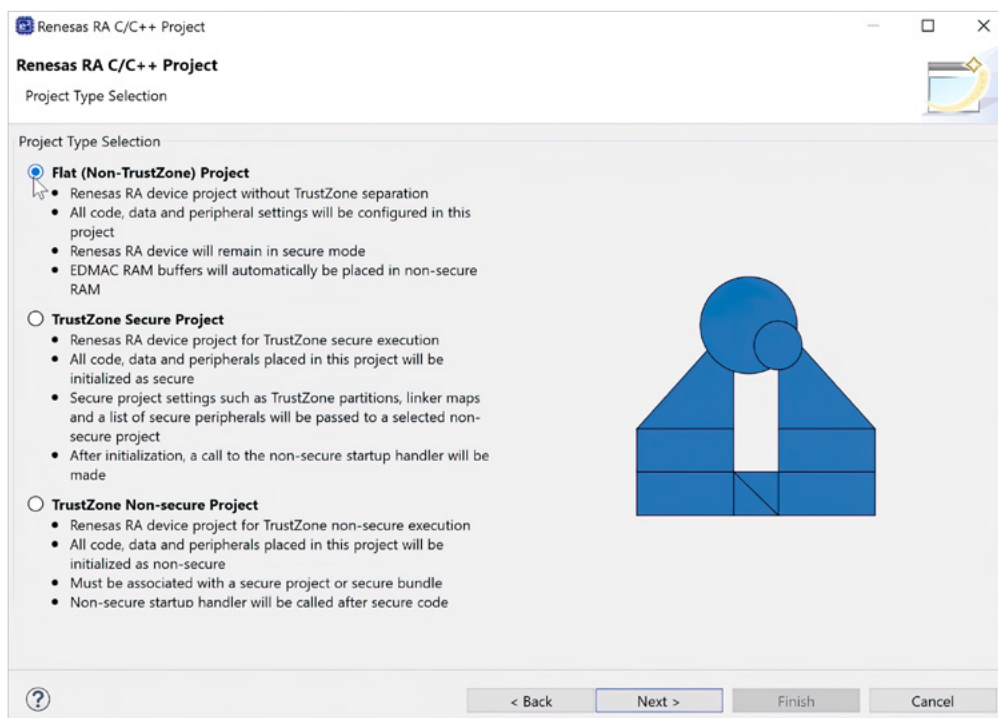 Renesas RA C/C++ Project
Renesas RA C/C++ Project
Project Type Selection
Project Type Selection
Flat (Non-TrustZone) Project
• Renesas RA device project without TrustZone separation
• All code, data and peripheral settings will be configured in this
project
• Renesas RA device will remain in secure mode
• EDMAC RAM buffers will automatically be placed in non-secure
RAM
TrustZone Secure Project
• Renesas RA device project for TrustZone secure execution
• All code, data and peripherals placed in this project will be
initialized as secure
• Secure project settings such as TrustZone partitions, linker maps
and a list of secure peripherals will be passed to a selected non-
secure project
• After initialization, a call to the non-secure startup handler will be
made
TrustZone Non-secure Project
• Renesas RA device project for TrustZone non-secure execution
• All code, data and peripherals placed in this project will be
initialized as non-secure
• Must be associated with a secure project or secure bundle
• Non-secure startup handler will be called after secure code
?
< Back
Next >
Finish
Cancel